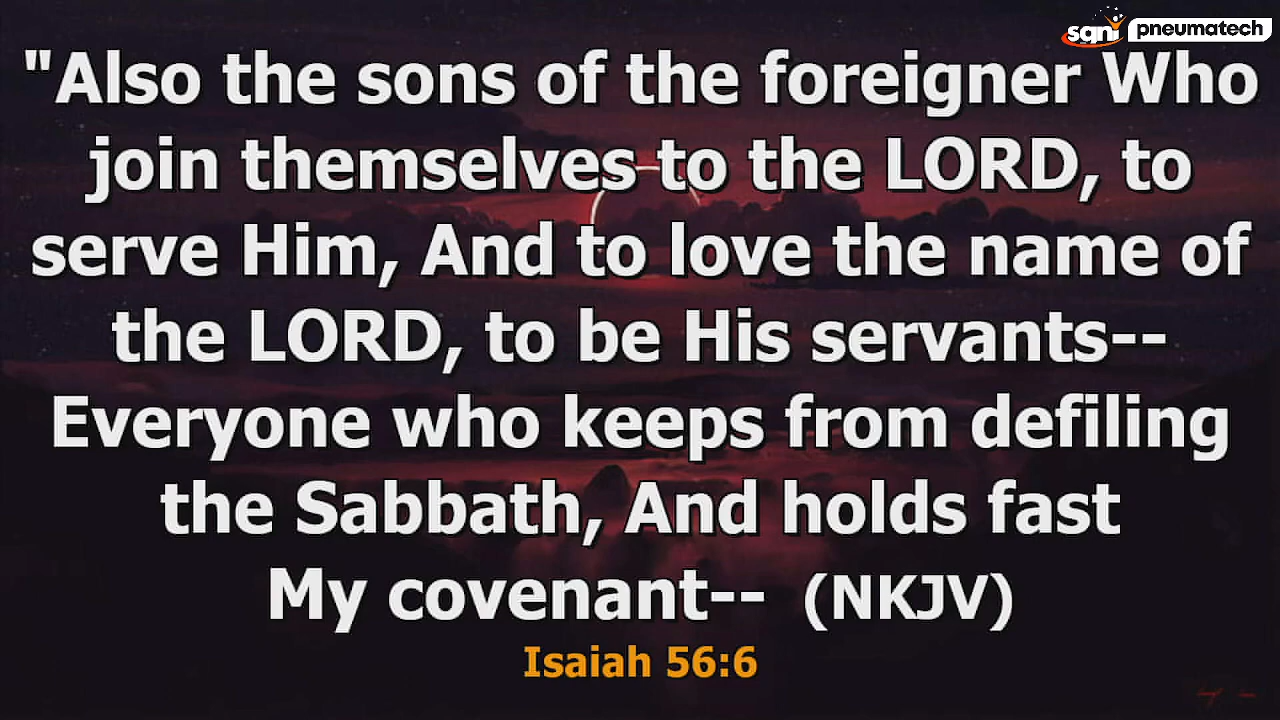 sqni pneumatech
"Also the sons of the foreigner Who
join themselves to the LORD, to
serve Him, And to love the name of
the LORD, to be His servants--
Everyone who keeps from defiling
the Sabbath, And holds fast
My covenant-- (NKJV)
Isaiah 56:6